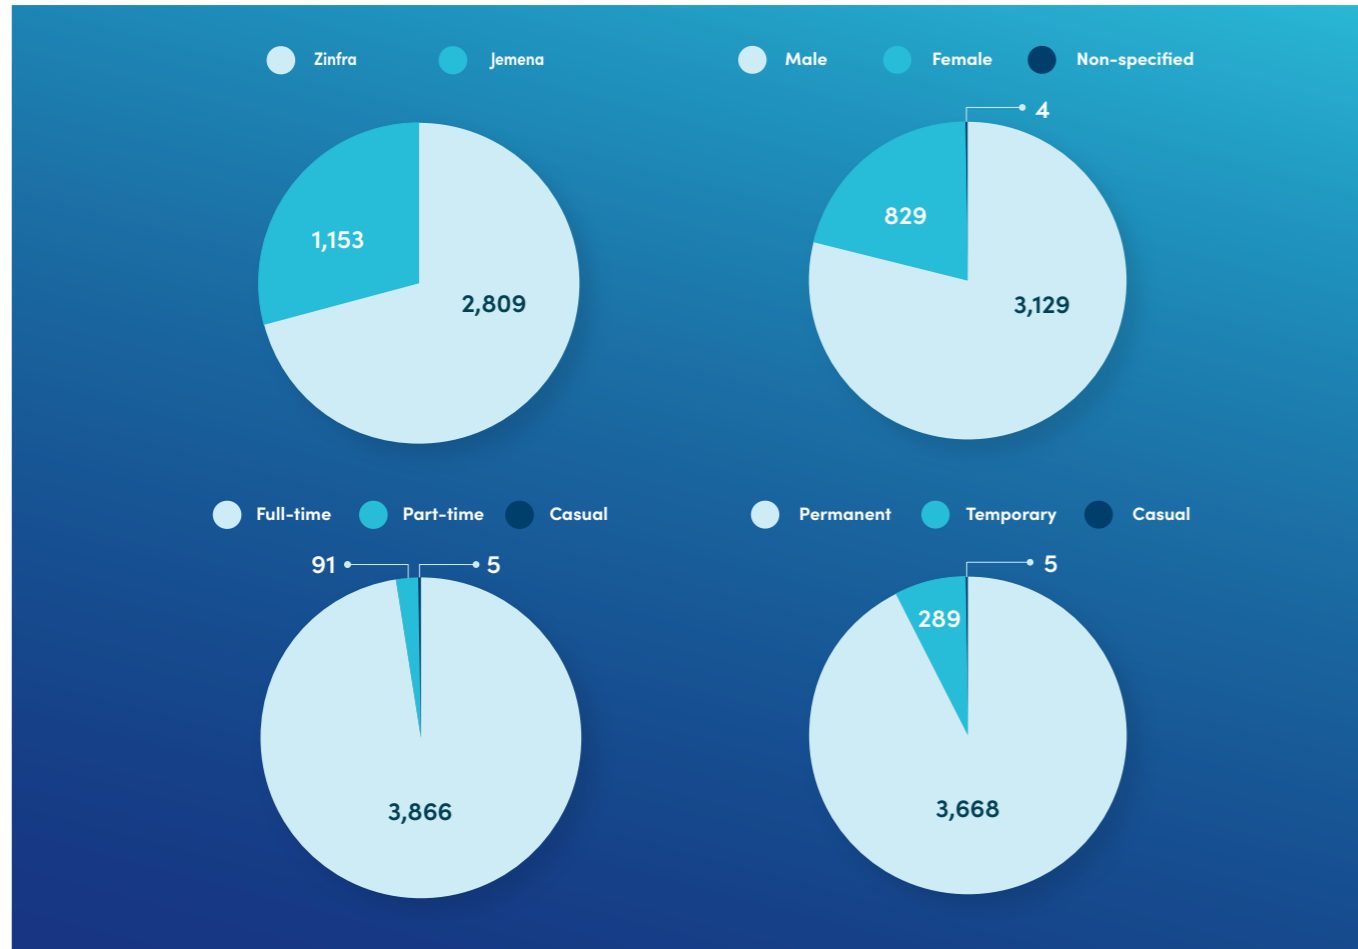 Zinfra Jemena
1,153
2,809
Male Female Non-specified
4
829
3,129
Full-time Part-time Casual
91 5
3,866
Permanent Temporary Casual
5
289
3,668